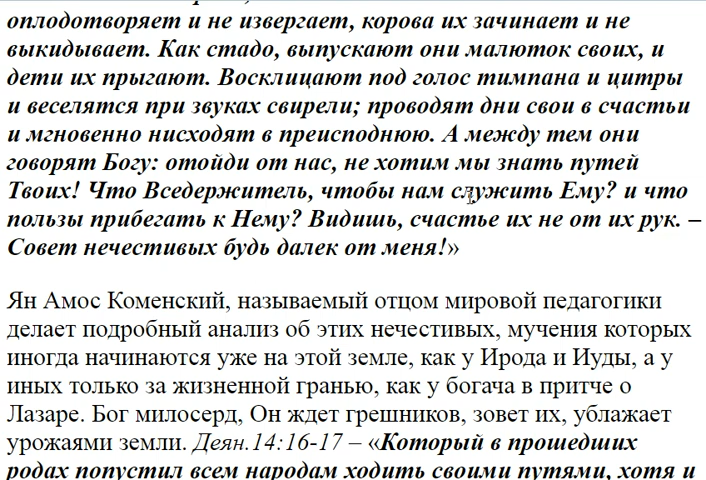 оплодотворяет и не извергает, корова их зачинает и не
выкидывает. Как стадо, выпускают они малюток своих, и
дети их прыгают. Восклицают под голос тимпана и цитры
и веселятся при звуках свирели; проводят дни свои в счастьи
и мгновенно нисходят в преисподнюю. А между тем они
говорят Богу: отойди от нас, не хотим мы знать путей
Твоих! Что Вседержитель, чтобы нам служить Ему? и что
пользы прибегать к Нему? Видишь, счастье их не от их рук. –
Совет нечестивых будь далек от меня!»
Ян Амос Коменский, называемый отцом мировой педагогики
делает подробный анализ об этих нечестивых, мучения которых
иногда начинаются уже на этой земле, как у Ирода и Иуды, а у
иных только за жизненной гранью, как у богача в притче о
Лазаре. Бог милосерд, Он ждет грешников, зовет их, ублажает
урожаями земли. Деян.14:16-17 – «Который в прошедших
родах попустил всем народам ходить своими путями, хотя и